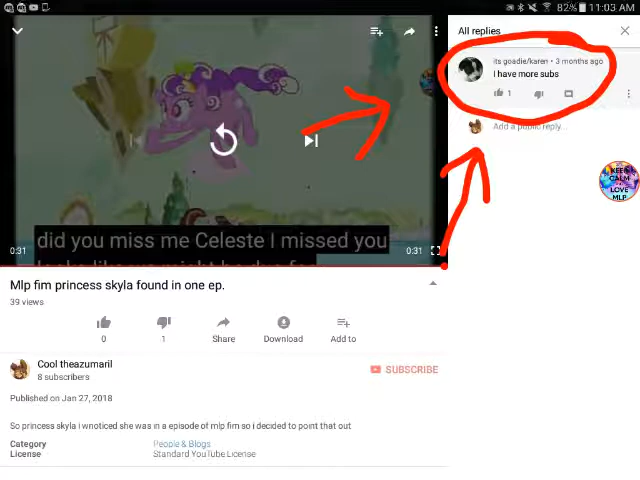 82% 11:03 AM
All replies
its goadie/karen • 3 months ago
I have more subs
1
Add a public reply...
KEEP
CALM
LOVE
MLP
did you miss me Celeste I missed you
0:31
0:31
Mlp fim princess skyla found in one ep.
39 views
0
1
Share
Download
Add to
Cool theazumaril
8 subscribers
SUBSCRIBE
Published on Jan 27, 2018
So princess skyla i wnoticed she was in a episode of mlp fim so i decided to point that out
Category
People & Blogs
License
Standard YouTube License